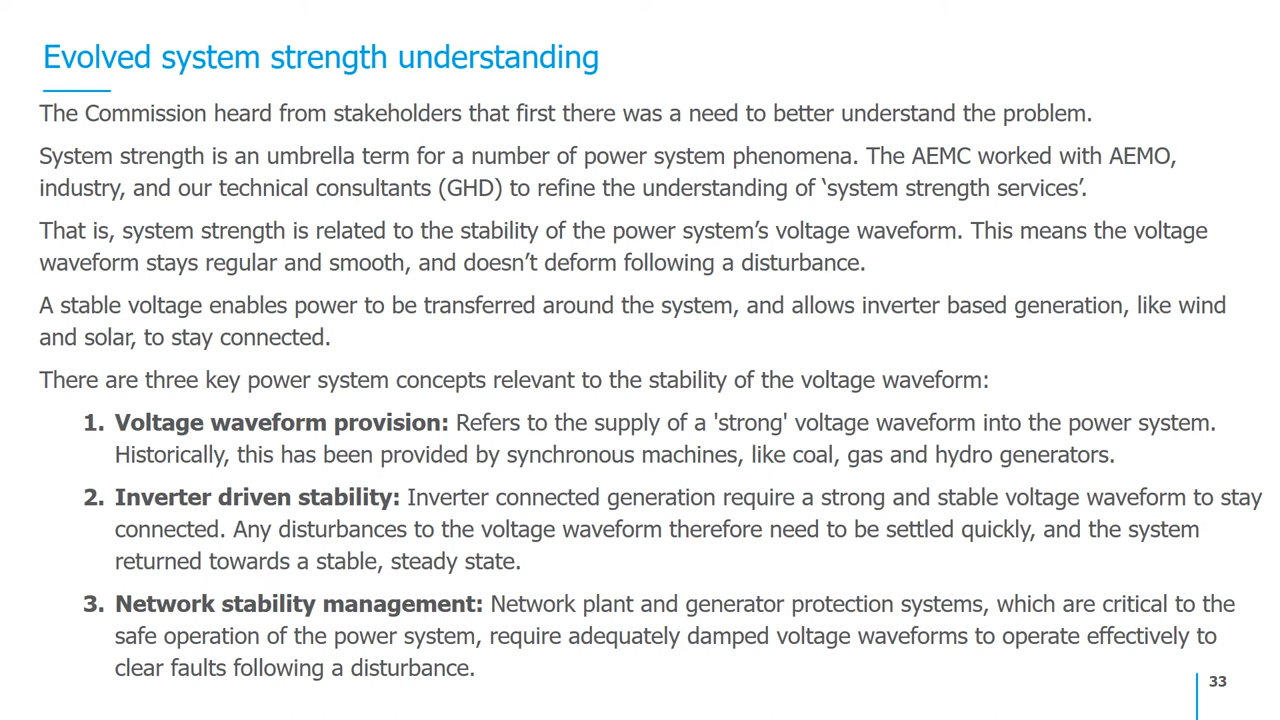 Evolved system strength understanding
The Commission heard from stakeholders that first there was a need to better understand the problem.
System strength is an umbrella term for a number of power system phenomena. The AEMC worked with AEMO,
industry, and our technical consultants (GHD) to refine the understanding of ‘system strength services’.
That is, system strength is related to the stability of the power system’s voltage waveform. This means the voltage
waveform stays regular and smooth, and doesn’t deform following a disturbance.
A stable voltage enables power to be transferred around the system, and allows inverter based generation, like wind
and solar, to stay connected.
There are three key power system concepts relevant to the stability of the voltage waveform:
1. Voltage waveform provision: Refers to the supply of a 'strong' voltage waveform into the power system.
Historically, this has been provided by synchronous machines, like coal, gas and hydro generators.
2. Inverter driven stability: Inverter connected generation require a strong and stable voltage waveform to stay
connected. Any disturbances to the voltage waveform therefore need to be settled quickly, and the system
returned towards a stable, steady state.
3. Network stability management: Network plant and generator protection systems, which are critical to the
safe operation of the power system, require adequately damped voltage waveforms to operate effectively to
clear faults following a disturbance.
33